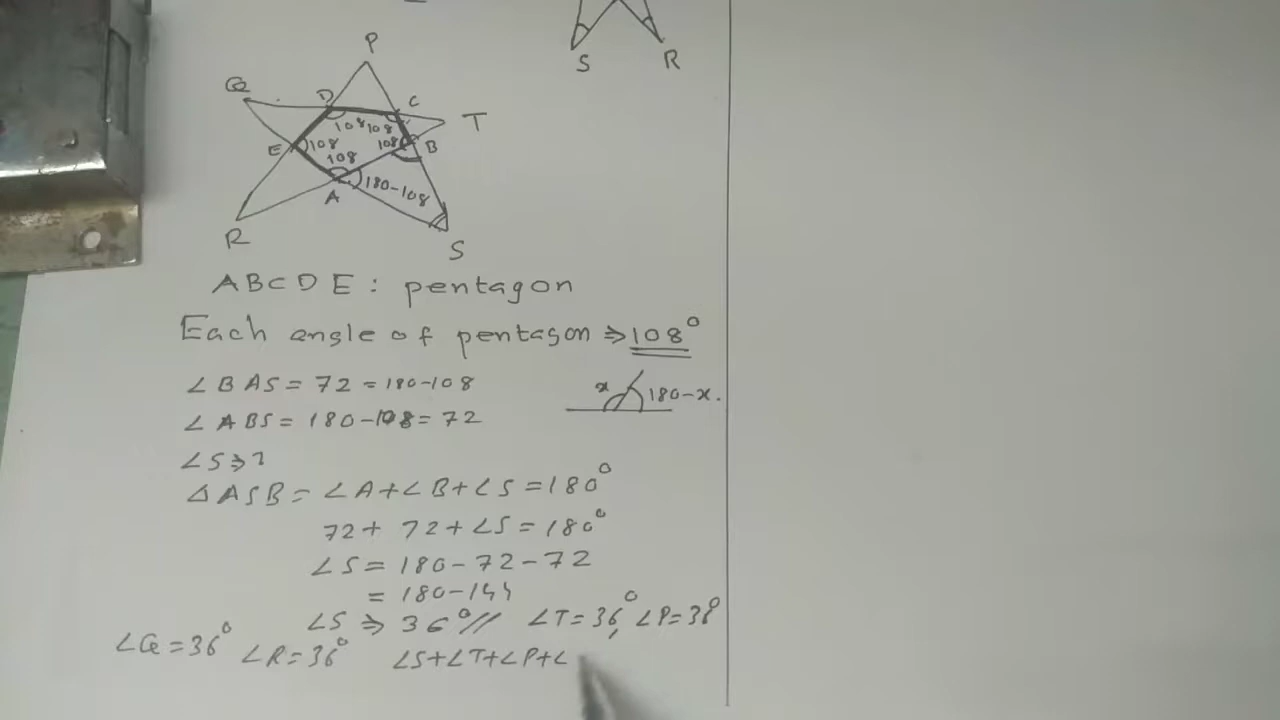 S R
P
Q D C T
108 108
E 108 108 B
108
A 180-108
R S
ABCDE: pentagon
Each angle of pentagon ⇒ 108°
∠BAS = 72 = 180-108
x 180-x.
∠ABS = 180-108 = 72
∠S ⇒ ?
△ASB = ∠A+∠B+∠S = 180°
72 + 72 + ∠S = 180°
∠S = 180 - 72 - 72
= 180 - 144
∠S ⇒ 36° // ∠T = 36°, ∠P = 36°
∠Q = 36° ∠R = 36° ∠S+∠T+∠P+∠